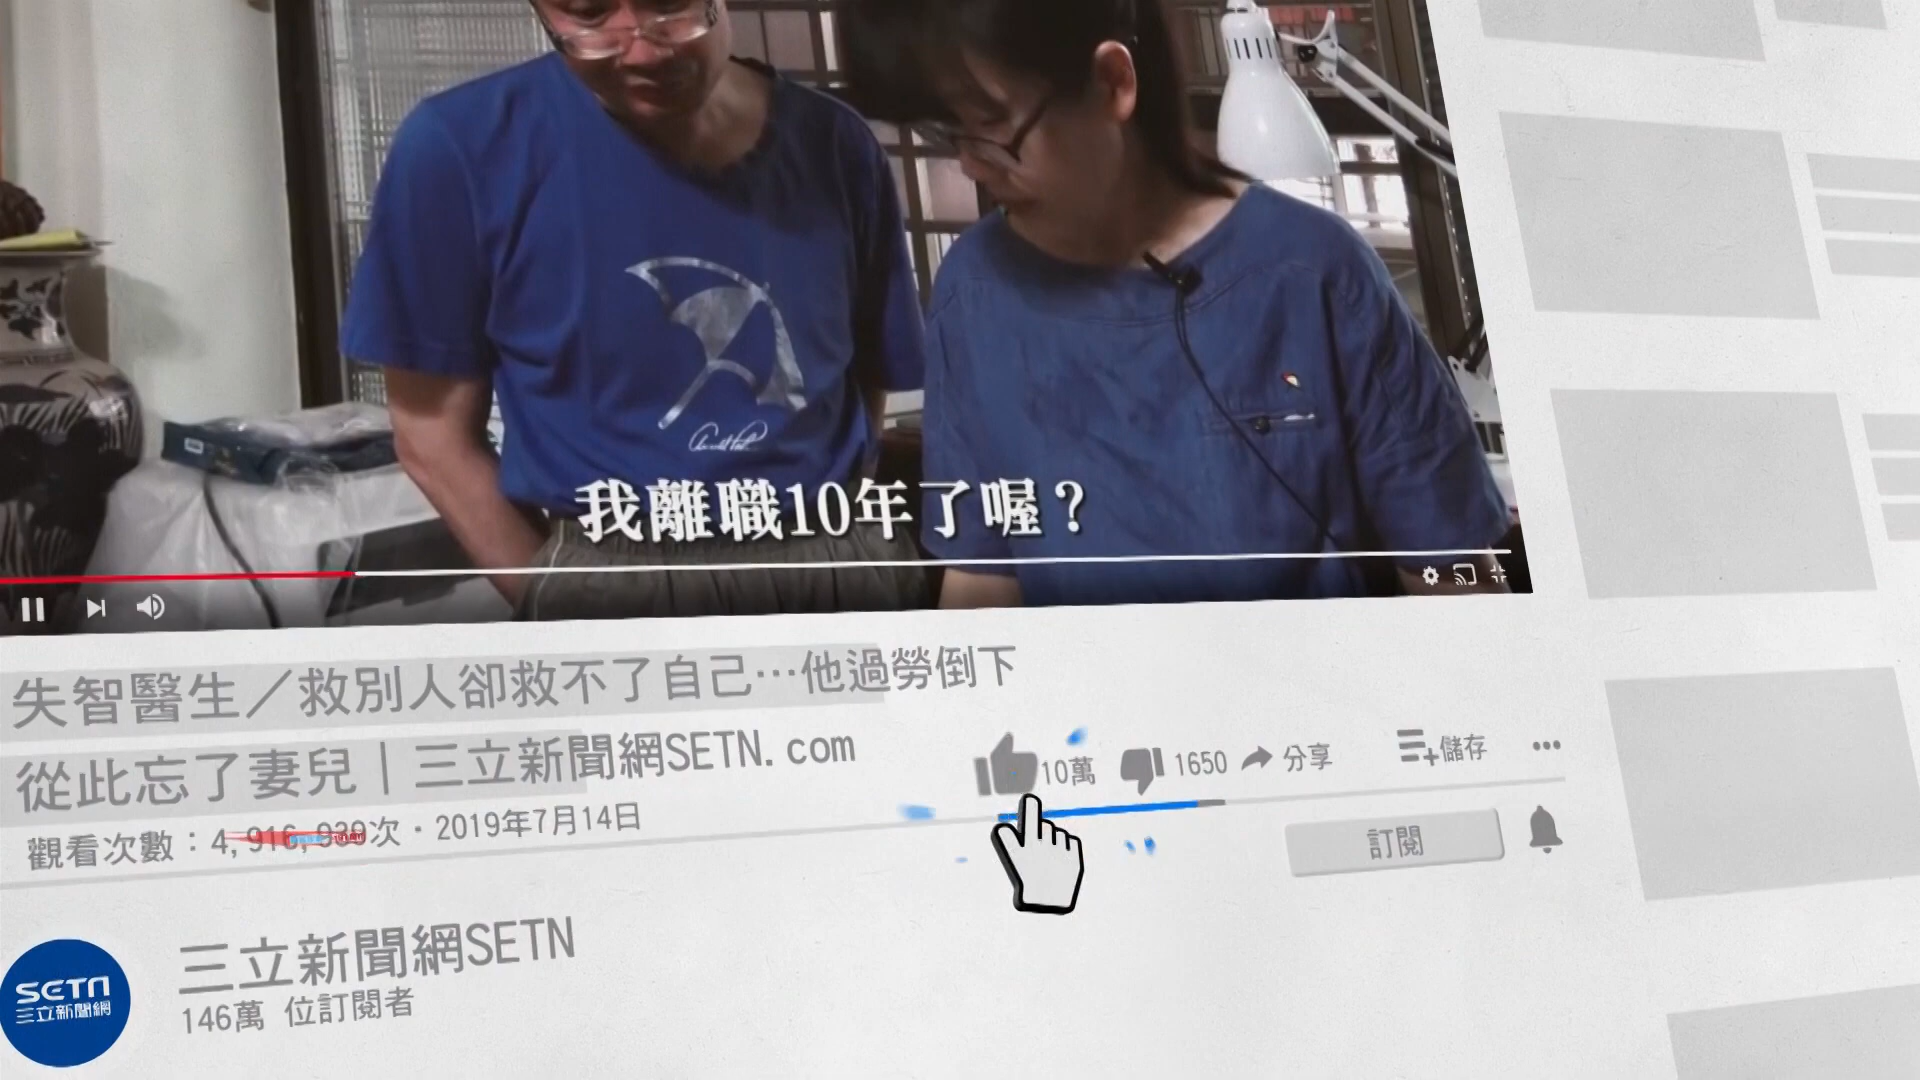 我離職10年了喔？
失智醫生／救別人卻救不了自己…他過勞倒下
從此忘了妻兒｜三立新聞網SETN.com
10萬
1650
分享
儲存
觀看次數：4,916,939次・2019年7月14日
訂閱
三立新聞網SETN
146萬 位訂閱者
SETN
三立新聞網